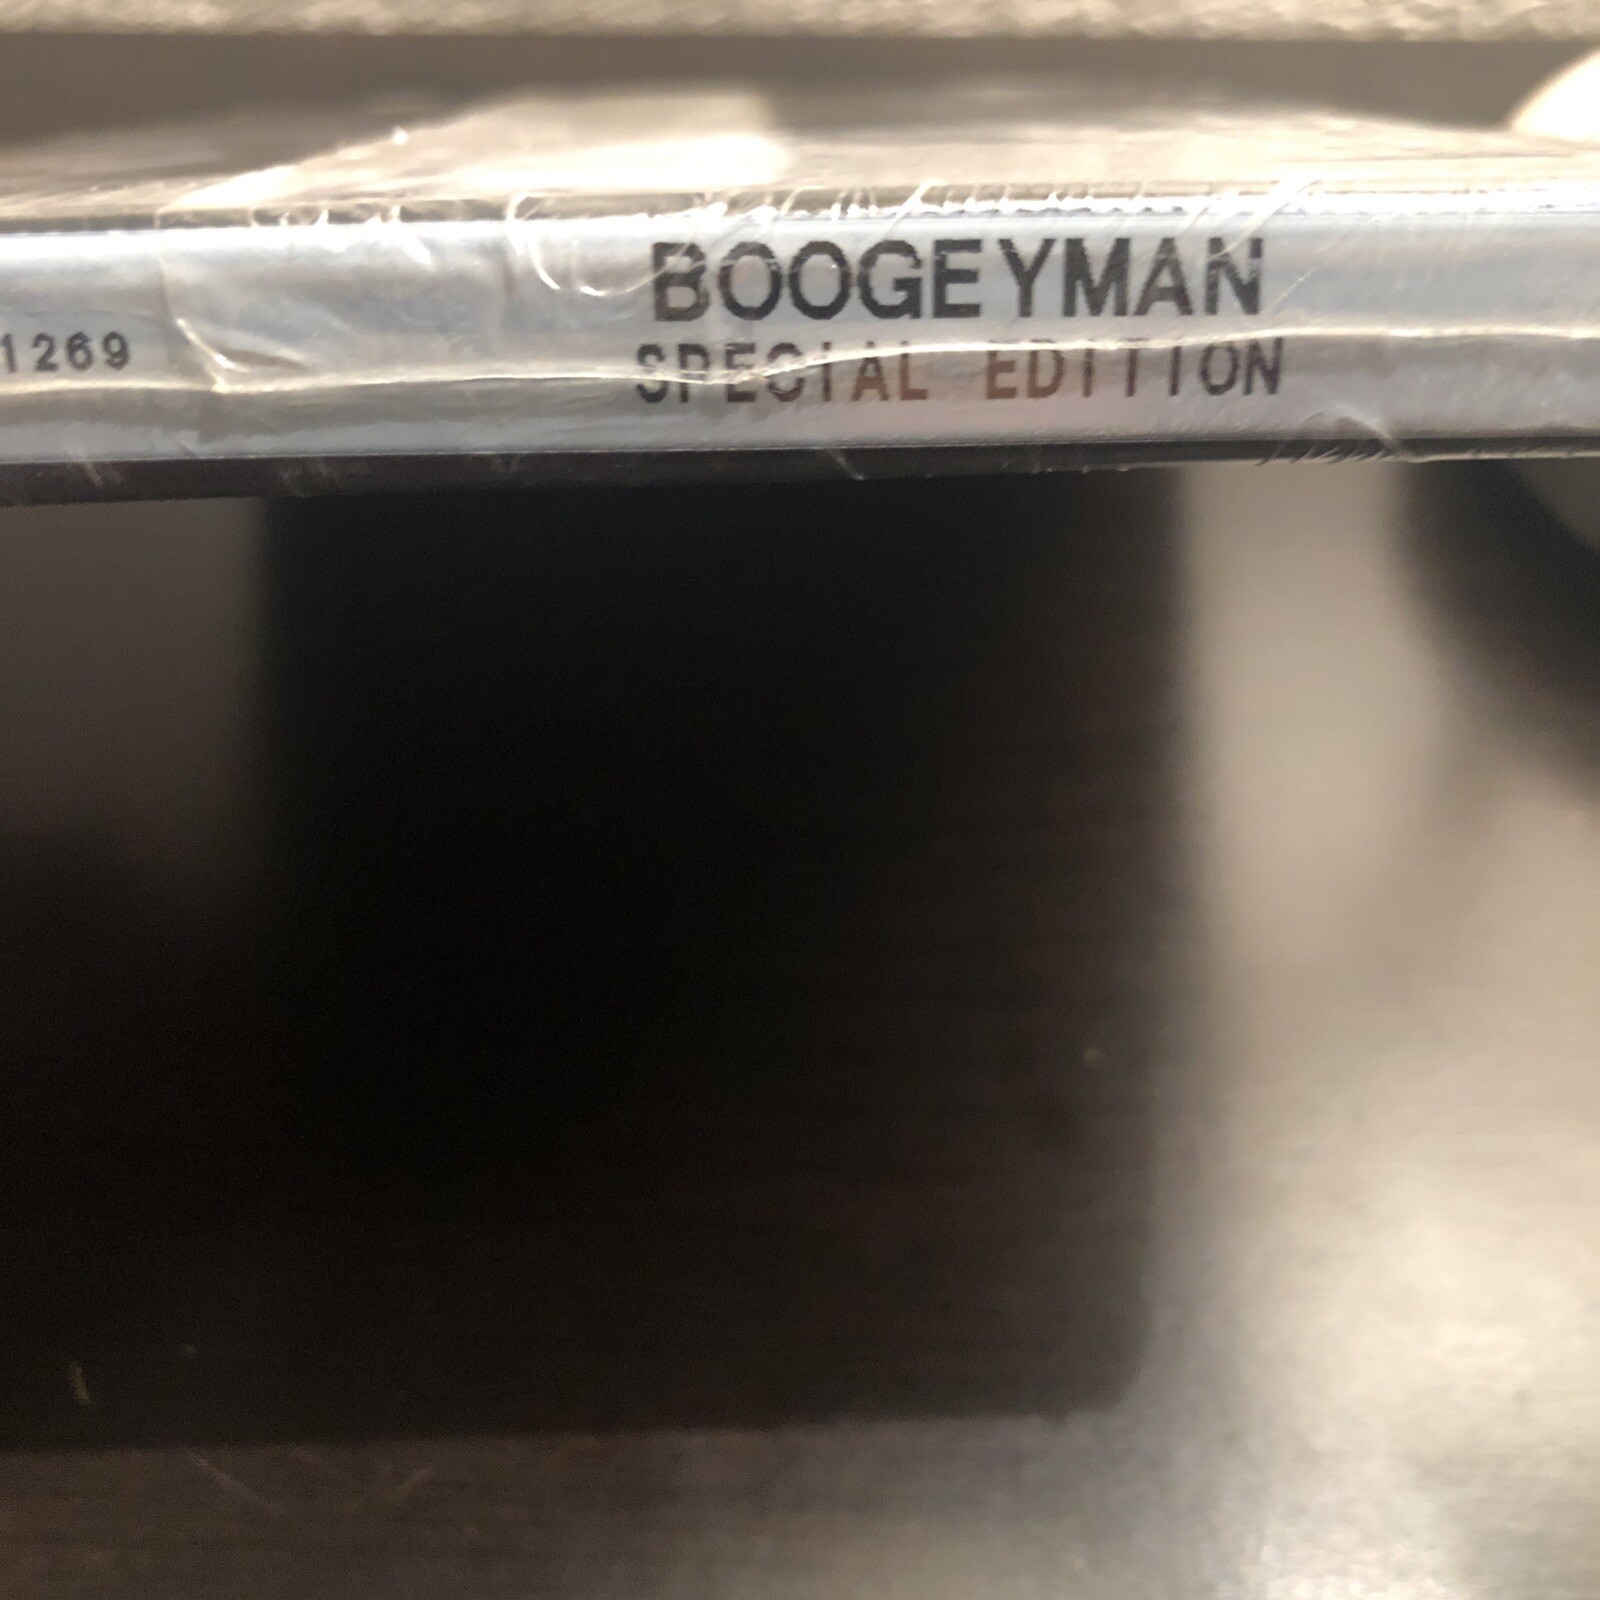 1269
BOOGEYMAN
SPECIAL EDITION